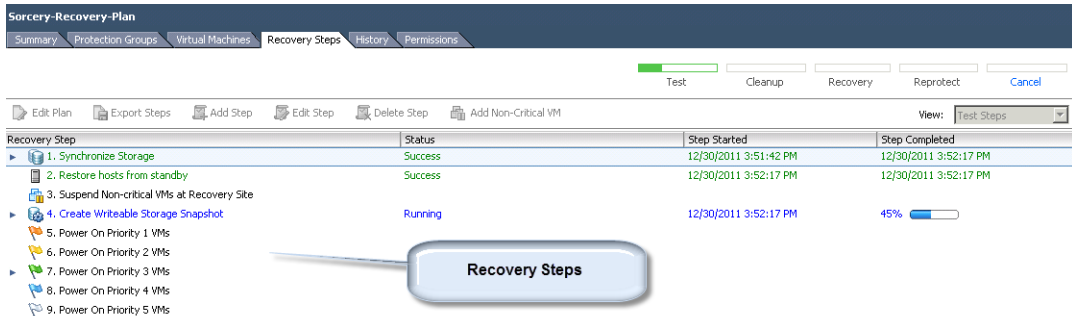 Sorcery-Recovery-Plan
Summary Protection Groups Virtual Machines Recovery Steps History Permissions
Test Cleanup Recovery Reprotect Cancel
Edit Plan Export Steps Add Step Edit Step Delete Step Add Non-Critical VM View: Test Steps
Recovery Step Status Step Started Step Completed
1. Synchronize Storage Success 12/30/2011 3:51:42 PM 12/30/2011 3:52:17 PM
2. Restore hosts from standby Success 12/30/2011 3:52:17 PM 12/30/2011 3:52:17 PM
3. Suspend Non-critical VMs at Recovery Site
4. Create Writeable Storage Snapshot Running 12/30/2011 3:52:17 PM 45%
5. Power On Priority 1 VMs
6. Power On Priority 2 VMs
7. Power On Priority 3 VMs
8. Power On Priority 4 VMs
9. Power On Priority 5 VMs
Recovery Steps